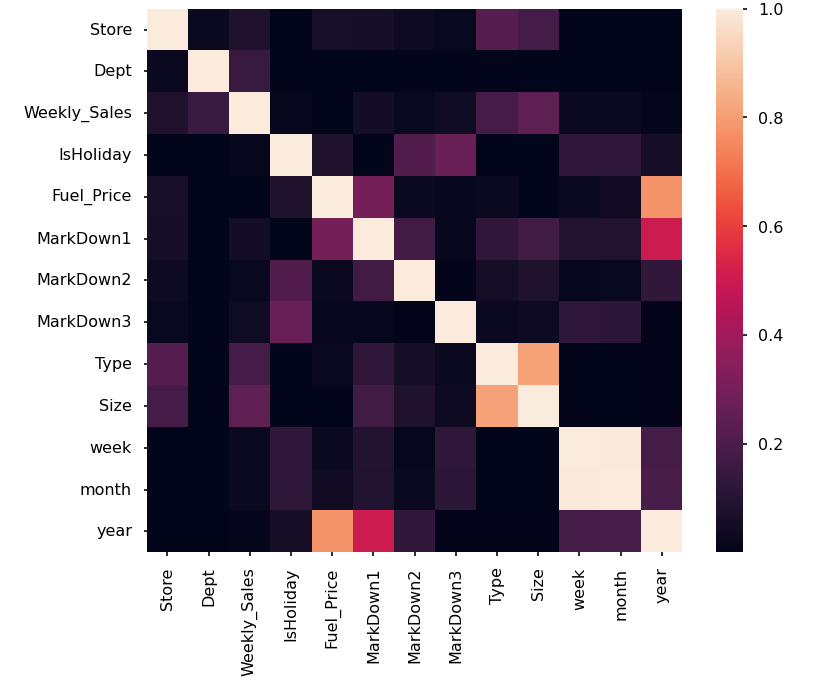 Store
Dept
Weekly_Sales
IsHoliday
Fuel_Price
MarkDown1
MarkDown2
MarkDown3
Type
Size
week
month
year
Store
Dept
Weekly_Sales
IsHoliday
Fuel_Price
MarkDown1
MarkDown2
MarkDown3
Type
Size
week
month
year
1.0
0.8
0.6
0.4
0.2